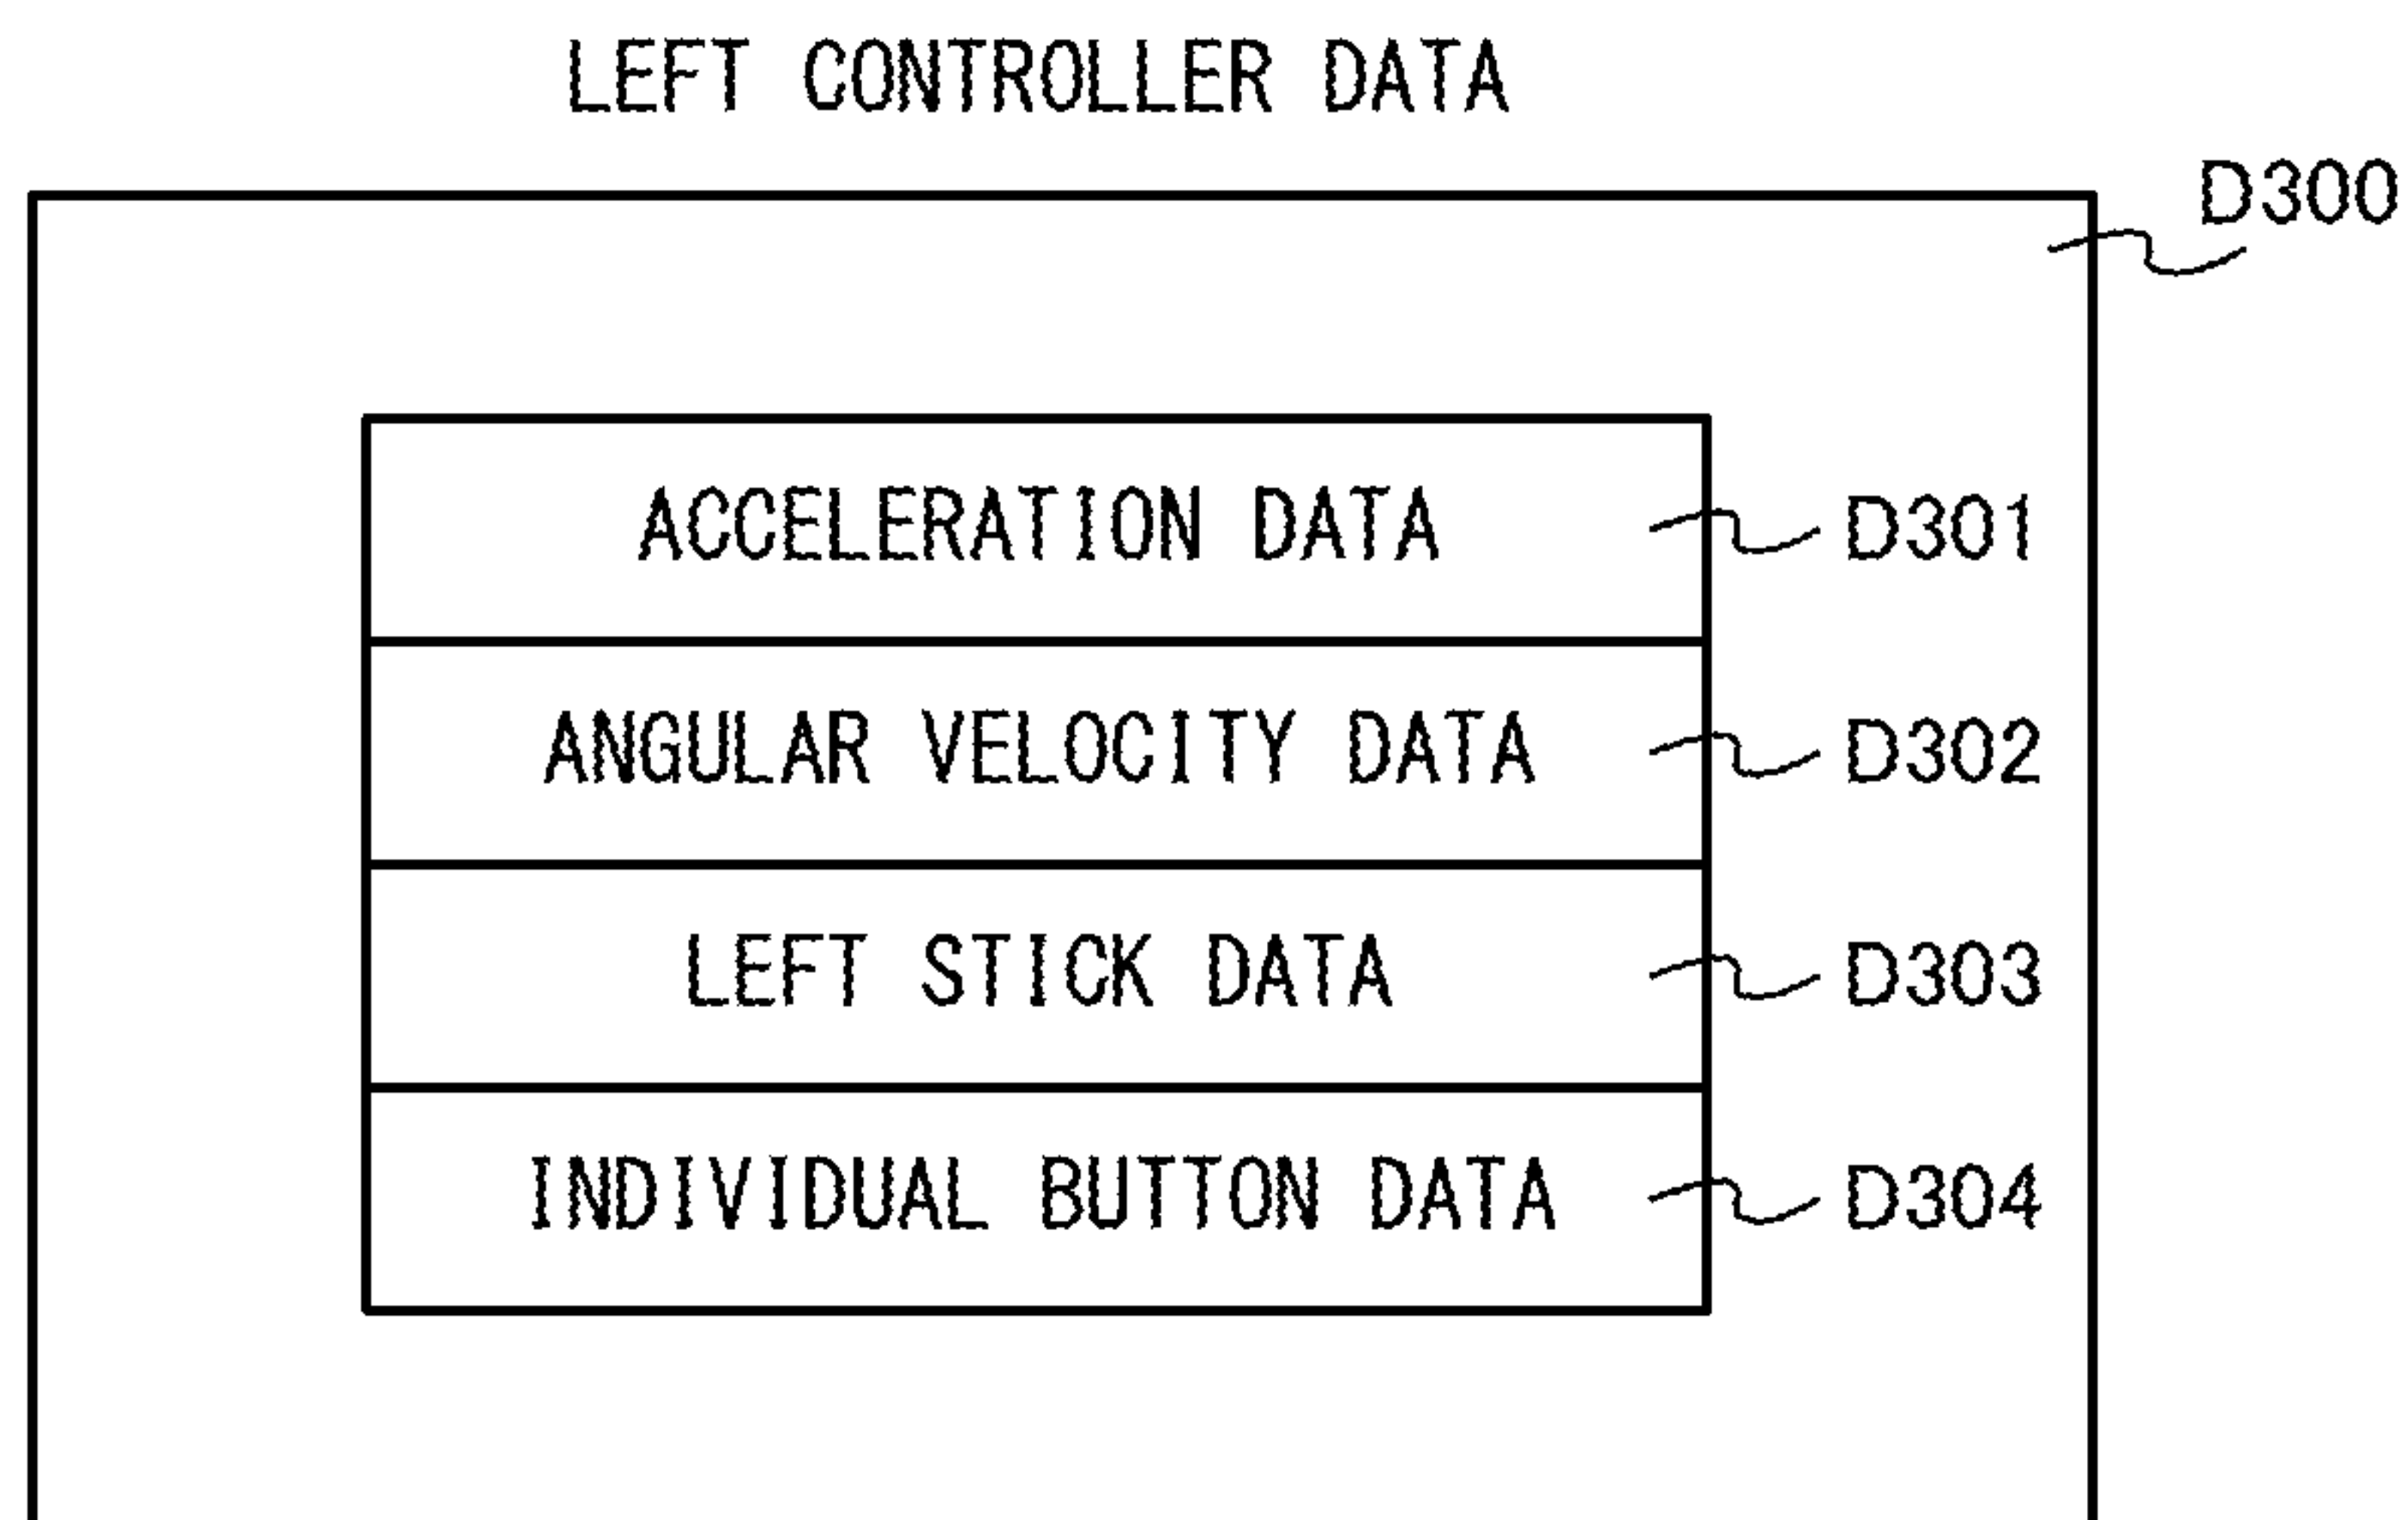 LEFT CONTROLLER DATA
D300
ACCELERATION DATA D301
ANGULAR VELOCITY DATA D302
LEFT STICK DATA D303
INDIVIDUAL BUTTON DATA D304